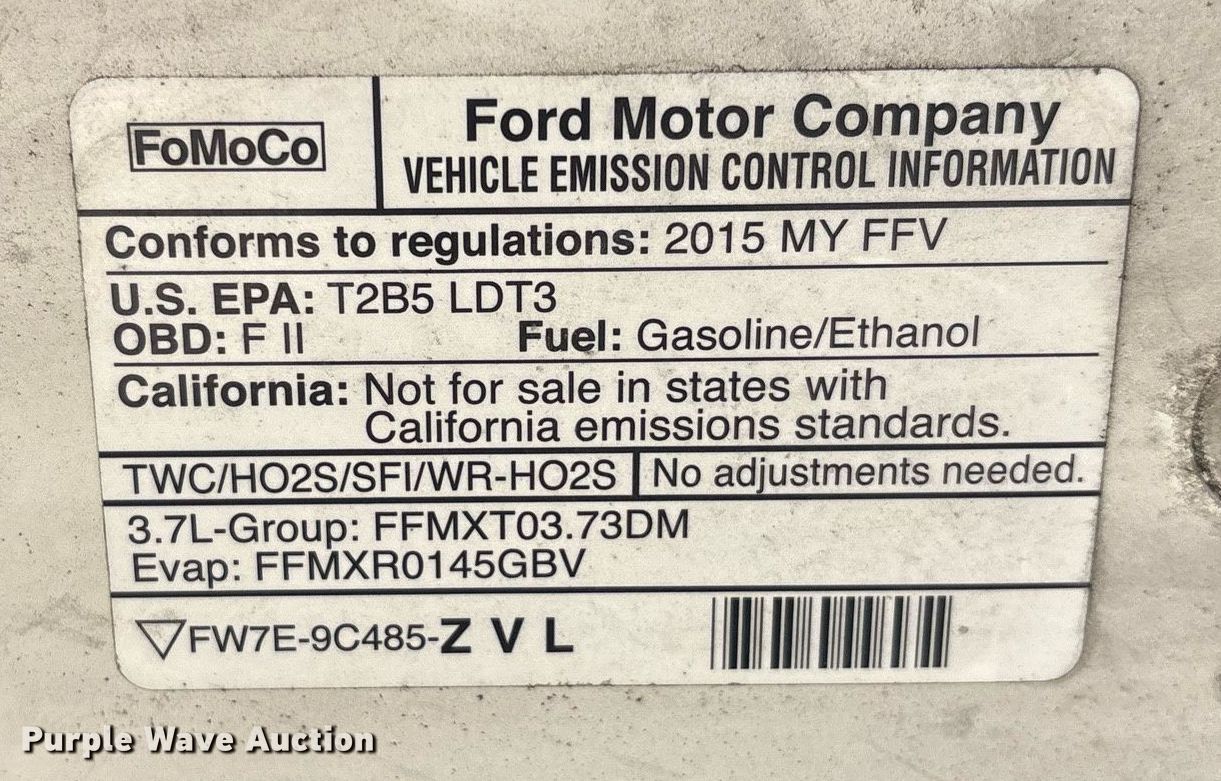 FoMoCo
Ford Motor Company
VEHICLE EMISSION CONTROL INFORMATION
Conforms to regulations: 2015 MY FFV
U.S. EPA: T2B5 LDT3
OBD: F II Fuel: Gasoline/Ethanol
California: Not for sale in states with
California emissions standards.
TWC/HO2S/SFI/WR-HO2S No adjustments needed.
3.7L-Group: FFMXT03.73DM
Evap: FFMXR0145GBV
FW7E-9C485-Z V L
Purple Wave Auction